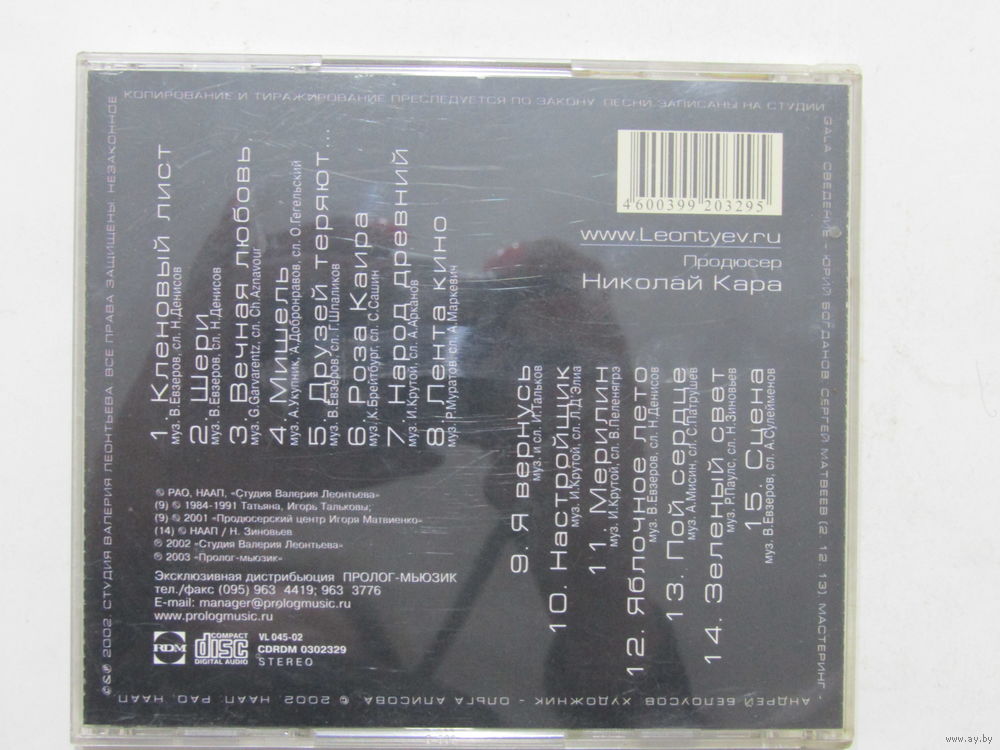 КОПИРОВАНИЕ И ТИРАЖИРОВАНИЕ ПРЕСЛЕДУЕТСЯ ПО ЗАКОНУ. ПЕСНИ ЗАПИСАНЫ НА СТУДИИ
GALA СВЕДЕНИЕ - ЮРИЙ БОГДАНОВ СЕРГЕЙ МАТВЕЕВ (2, 12, 13). МАСТЕРИНГ
- АНДРЕЙ БЕЛОУСОВ. ХУДОЖНИК - ОЛЬГА АЛИСОВА ® 2002. НААП. РАО, НААП
©&℗ 2002. СТУДИЯ ВАЛЕРИЯ ЛЕОНТЬЕВА. ВСЕ ПРАВА ЗАЩИЩЕНЫ. НЕЗАКОННОЕ
1. Кленовый лист
муз. В.Евзеров, сл. Н.Денисов
2. Шери
муз. В.Евзеров, сл. Н.Денисов
3. Вечная любовь
муз. G.Garvarentz, сл. Ch.Aznavour
4. Мишель
муз. А.Укупник, А.Добронравов, сл. О.Гегельский
5. Друзей теряют...
муз. В.Евзеров, сл. Г.Шпаликов
6. Роза Каира
муз. К.Брейтбург, сл. С.Сашин
7. Народ древний
муз. И.Крутой, сл. А.Арканов
8. Лента кино
муз. Р.Муратов, сл. А.Маркевич
9. Я вернусь
муз. и сл. И.Тальков
10. Настройщик
муз. И.Крутой, сл. Л.Д'Элиа
11. Мерилин
муз. И.Крутой, сл. В.Пеленягрэ
12. Яблочное лето
муз. В.Евзеров, сл. Н.Денисов
13. Пой сердце
муз. А.Мисин, сл. С.Патрушев
14. Зеленый свет
муз. Р.Паулс, сл. Н.Зиновьев
15. Сцена
муз. В.Евзеров, сл. А.Сулейменов
4600399203295
www.Leontyev.ru
Продюсер
Николай Кара
© РАО, НААП, «Студия Валерия Леонтьева»
(9) © 1984-1991 Татьяна, Игорь Тальковы;
(9) © 2001 «Продюсерский центр Игоря Матвиенко»
(14) © НААП / Н. Зиновьев
℗ 2002 «Студия Валерия Леонтьева»
℗ 2003 «Пролог-мьюзик»
Эксклюзивная дистрибьюция ПРОЛОГ-МЬЮЗИК
тел./факс (095) 963 4419; 963 3776
E-mail: manager@prologmusic.ru
www.prologmusic.ru
RDM
COMPACT disc DIGITAL AUDIO
VL 045-02
CDRDM 0302329
STEREO
www.ay.by